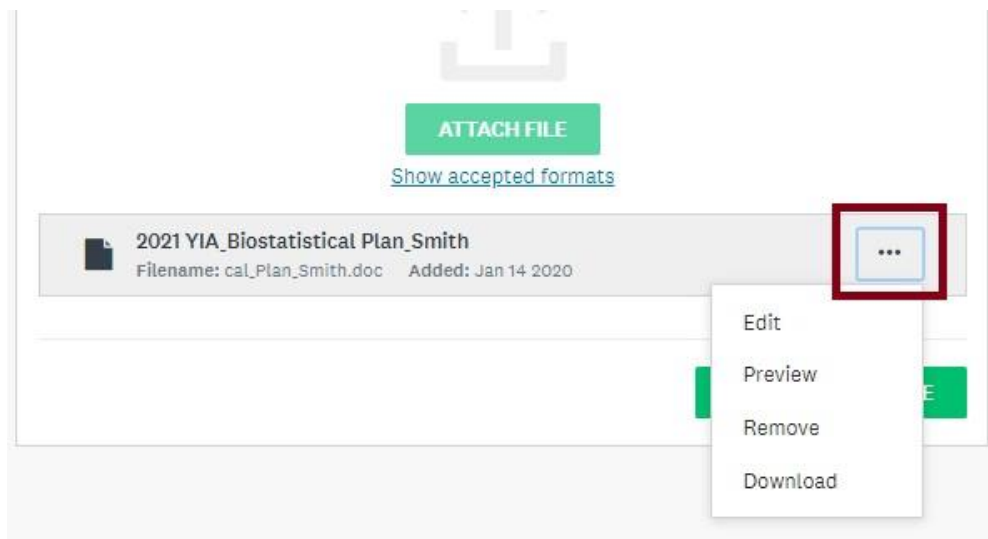 ATTACH FILE
Show accepted formats
2021 YIA_Biostatistical Plan_Smith
Filename: cal_Plan_Smith.doc Added: Jan 14 2020
...
Edit
Preview
Remove
Download